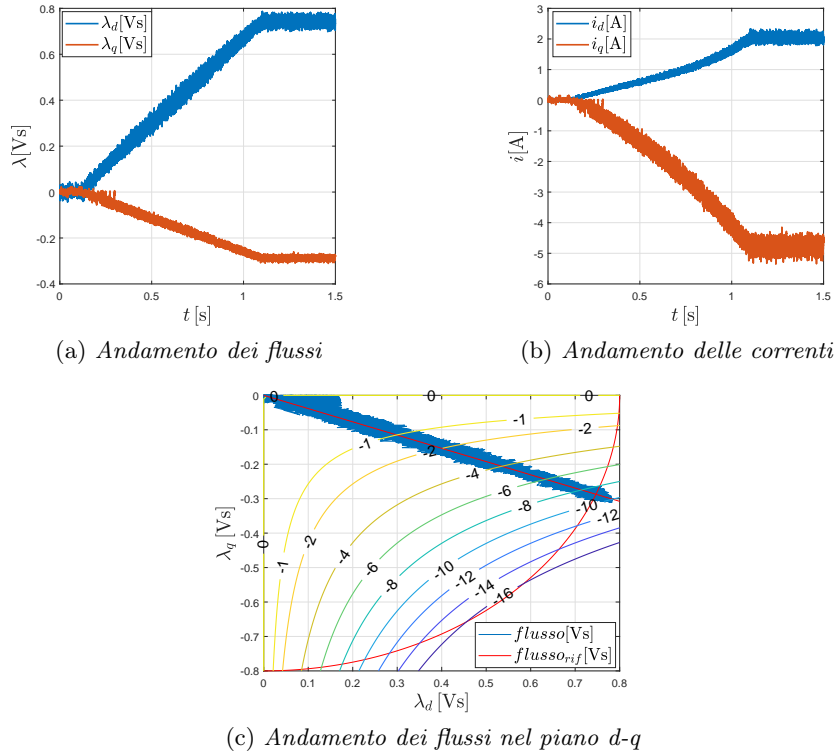 0.8
0.6
0.4
0.2
0
-0.2
-0.4
λ[Vs]
λ_d[Vs]
λ_q[Vs]
0 0.5 1 1.5
t [s]
(a) Andamento dei flussi
3
2
1
0
-1
-2
-3
-4
-5
-6
i[A]
i_d[A]
i_q[A]
0 0.5 1 1.5
t [s]
(b) Andamento delle correnti
0
-0.1
-0.2
-0.3
-0.4
-0.5
-0.6
-0.7
-0.8
λ_q [Vs]
0 0 0
-1
-2
-1
-2
-4
-4
-6
-8
-10
-12
0
-1
-2
-4
-6
-8
-10
-12
-14
-16
flusso[Vs]
flusso_rif[Vs]
0 0.1 0.2 0.3 0.4 0.5 0.6 0.7 0.8
λ_d [Vs]
(c) Andamento dei flussi nel piano d-q